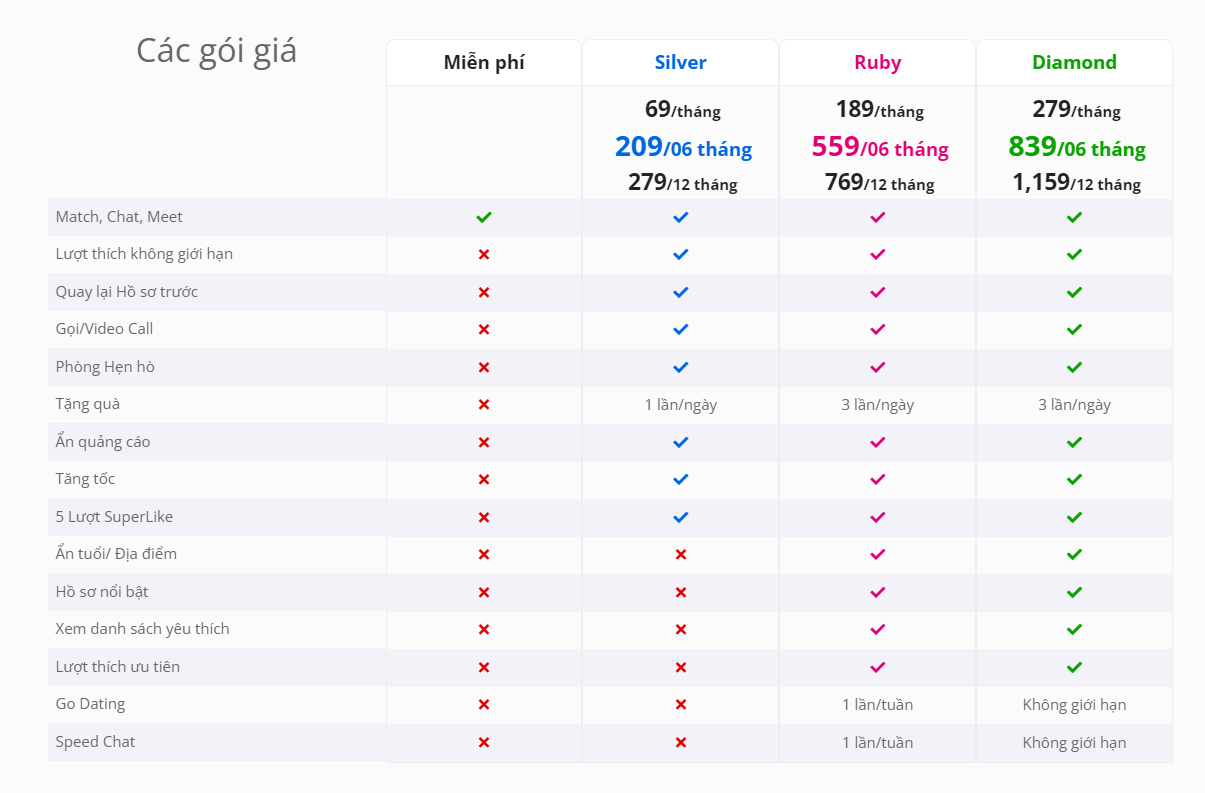 Các gói giá
Miễn phí Silver Ruby Diamond
69/tháng 189/tháng 279/tháng
209/06 tháng 559/06 tháng 839/06 tháng
279/12 tháng 769/12 tháng 1,159/12 tháng
Match, Chat, Meet
Lượt thích không giới hạn
Quay lại Hồ sơ trước
Gọi/Video Call
Phòng Hẹn hò
Tặng quà 1 lần/ngày 3 lần/ngày 3 lần/ngày
Ẩn quảng cáo
Tăng tốc
5 Lượt SuperLike
Ẩn tuổi/ Địa điểm
Hồ sơ nổi bật
Xem danh sách yêu thích
Lượt thích ưu tiên
Go Dating 1 lần/tuần Không giới hạn
Speed Chat 1 lần/tuần Không giới hạn